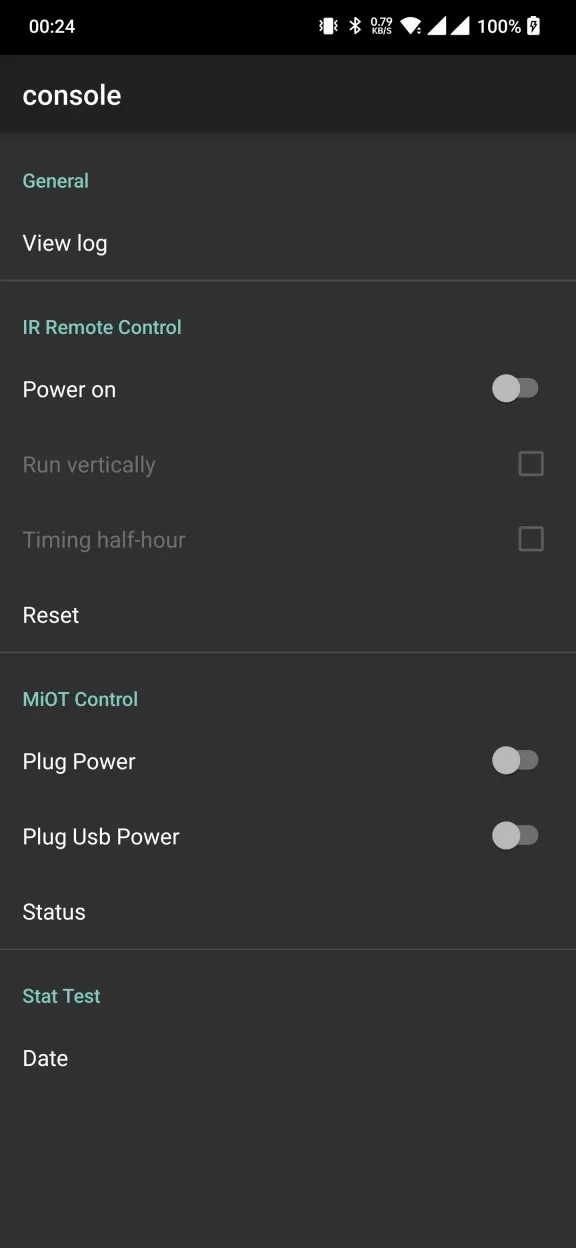 00:24
0.79
KB/S
100%
console
General
View log
IR Remote Control
Power on
Run vertically
Timing half-hour
Reset
MiOT Control
Plug Power
Plug Usb Power
Status
Stat Test
Date